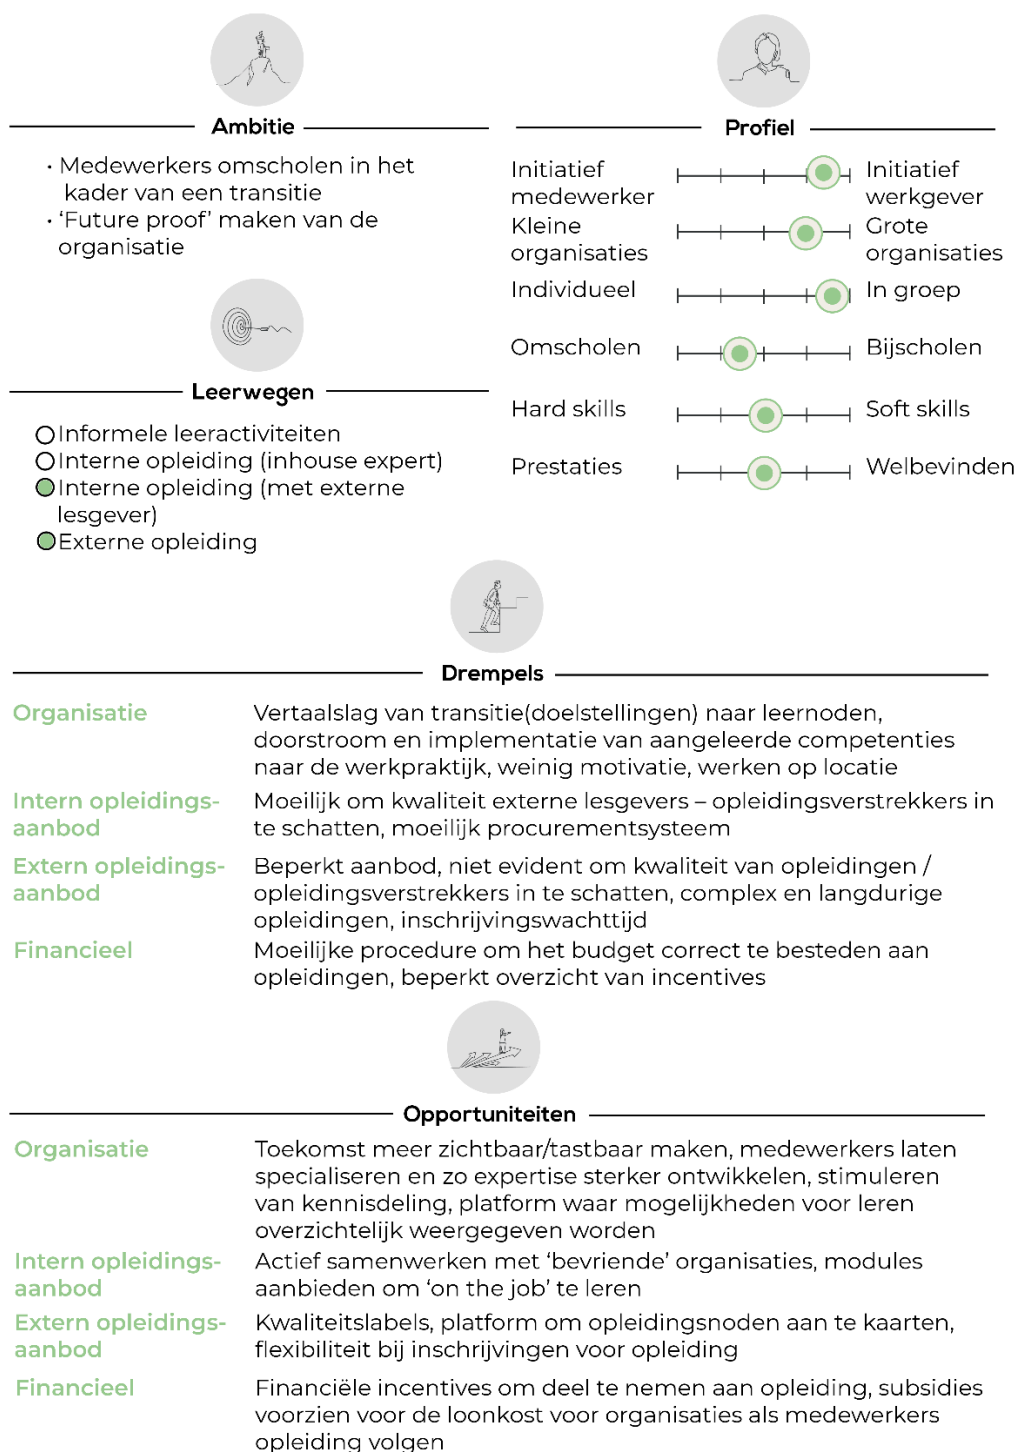 Ambitie
· Medewerkers omscholen in het
kader van een transitie
· ‘Future proof’ maken van de
organisatie
Leerwegen
Informele leeractiviteiten
Interne opleiding (inhouse expert)
Interne opleiding (met externe
lesgever)
Externe opleiding
Profiel
Initiatief
medewerker
Initiatief
werkgever
Kleine
organisaties
Grote
organisaties
Individueel
In groep
Omscholen
Bijscholen
Hard skills
Soft skills
Prestaties
Welbevinden
Drempels
Organisatie
Vertaalslag van transitie(doelstellingen) naar leernoden,
doorstroom en implementatie van aangeleerde competenties
naar de werkpraktijk, weinig motivatie, werken op locatie
Intern opleidings-
aanbod
Moeilijk om kwaliteit externe lesgevers – opleidingsverstrekkers in
te schatten, moeilijk procurementsysteem
Extern opleidings-
aanbod
Beperkt aanbod, niet evident om kwaliteit van opleidingen /
opleidingsverstrekkers in te schatten, complex en langdurige
opleidingen, inschrijvingswachttijd
Financieel
Moeilijke procedure om het budget correct te besteden aan
opleidingen, beperkt overzicht van incentives
Opportuniteiten
Organisatie
Toekomst meer zichtbaar/tastbaar maken, medewerkers laten
specialiseren en zo expertise sterker ontwikkelen, stimuleren
van kennisdeling, platform waar mogelijkheden voor leren
overzichtelijk weergegeven worden
Intern opleidings-
aanbod
Actief samenwerken met ‘bevriende’ organisaties, modules
aanbieden om ‘on the job’ te leren
Extern opleidings-
aanbod
Kwaliteitslabels, platform om opleidingsnoden aan te kaarten,
flexibiliteit bij inschrijvingen voor opleiding
Financieel
Financiële incentives om deel te nemen aan opleiding, subsidies
voorzien voor de loonkost voor organisaties als medewerkers
opleiding volgen